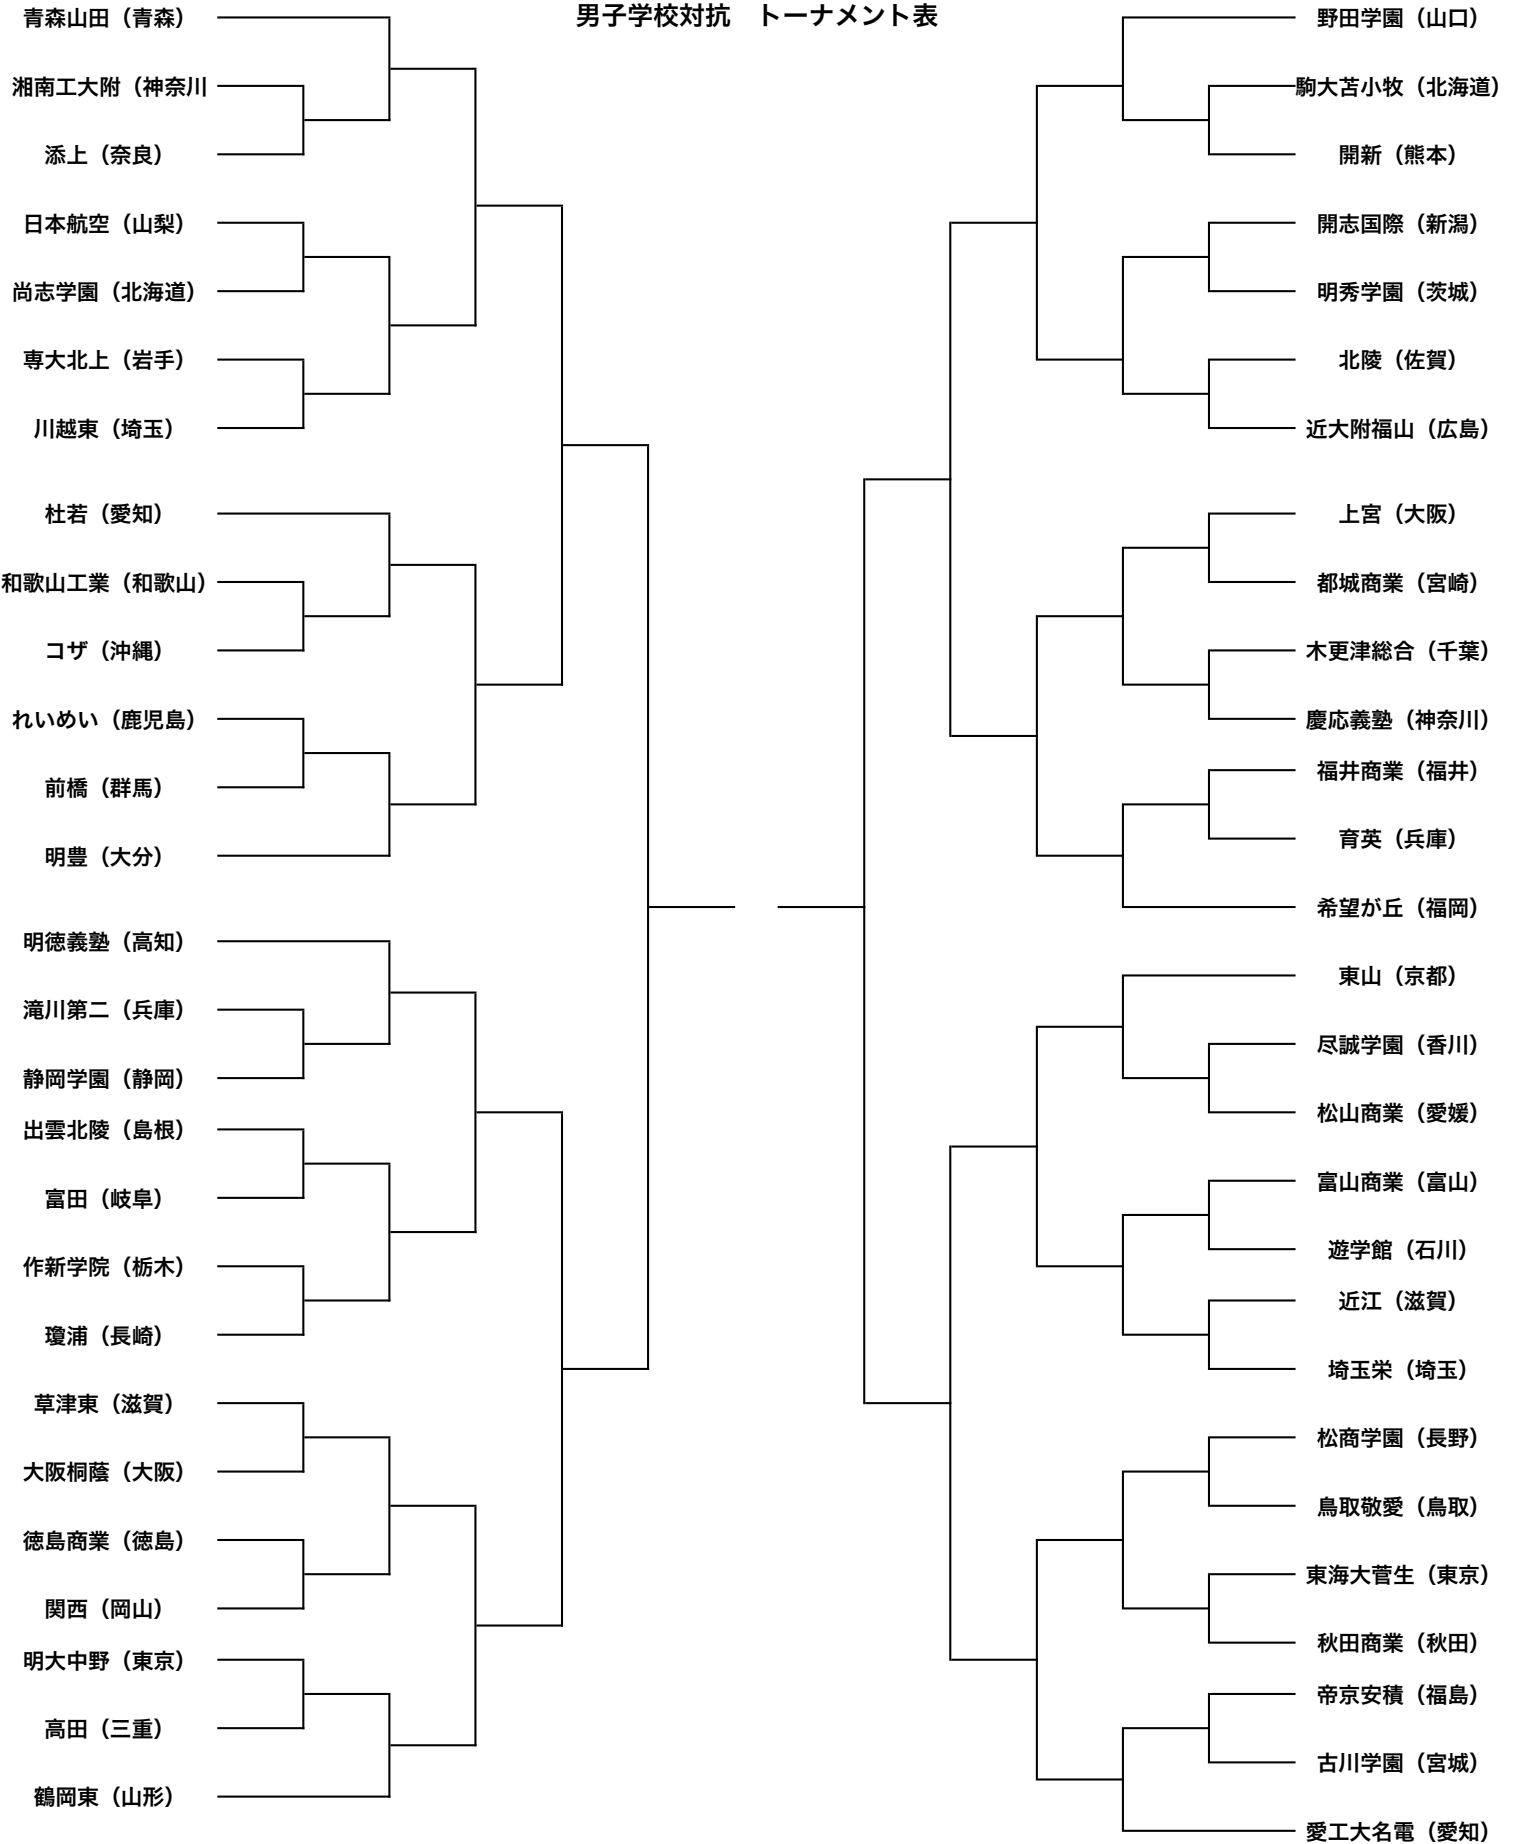 男子学校対抗　トーナメント表
青森山田（青森）
湘南工大附（神奈川
添上（奈良）
日本航空（山梨）
尚志学園（北海道）
専大北上（岩手）
川越東（埼玉）
杜若（愛知）
和歌山工業（和歌山）
コザ（沖縄）
れいめい（鹿児島）
前橋（群馬）
明豊（大分）
明徳義塾（高知）
滝川第二（兵庫）
静岡学園（静岡）
出雲北陵（島根）
富田（岐阜）
作新学院（栃木）
瓊浦（長崎）
草津東（滋賀）
大阪桐蔭（大阪）
徳島商業（徳島）
関西（岡山）
明大中野（東京）
高田（三重）
鶴岡東（山形）
野田学園（山口）
駒大苫小牧（北海道）
開新（熊本）
開志国際（新潟）
明秀学園（茨城）
北陵（佐賀）
近大附福山（広島）
上宮（大阪）
都城商業（宮崎）
木更津総合（千葉）
慶応義塾（神奈川）
福井商業（福井）
育英（兵庫）
希望が丘（福岡）
東山（京都）
尽誠学園（香川）
松山商業（愛媛）
富山商業（富山）
遊学館（石川）
近江（滋賀）
埼玉栄（埼玉）
松商学園（長野）
鳥取敬愛（鳥取）
東海大菅生（東京）
秋田商業（秋田）
帝京安積（福島）
古川学園（宮城）
愛工大名電（愛知）